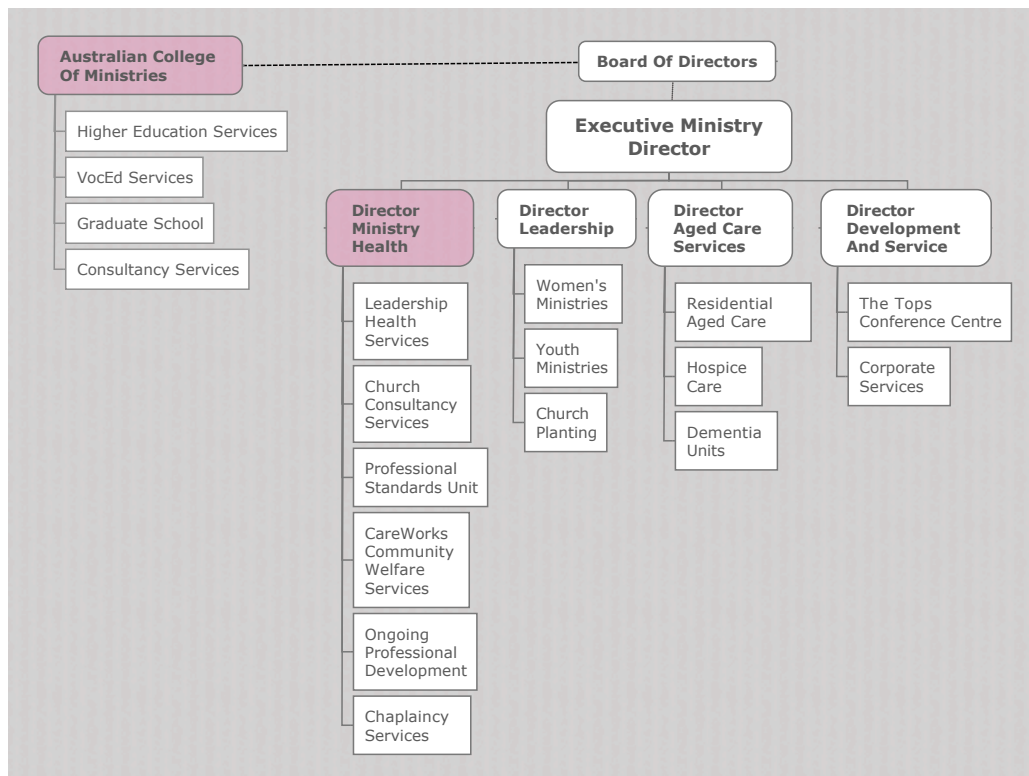 Australian College
Of Ministries
Higher Education Services
VocEd Services
Graduate School
Consultancy Services
Board Of Directors
Executive Ministry
Director
Director
Ministry
Health
Leadership
Health
Services
Church
Consultancy
Services
Professional
Standards Unit
CareWorks
Community
Welfare
Services
Ongoing
Professional
Development
Chaplaincy
Services
Director
Leadership
Women's
Ministries
Youth
Ministries
Church
Planting
Director
Aged Care
Services
Residential
Aged Care
Hospice
Care
Dementia
Units
Director
Development
And Service
The Tops
Conference Centre
Corporate
Services